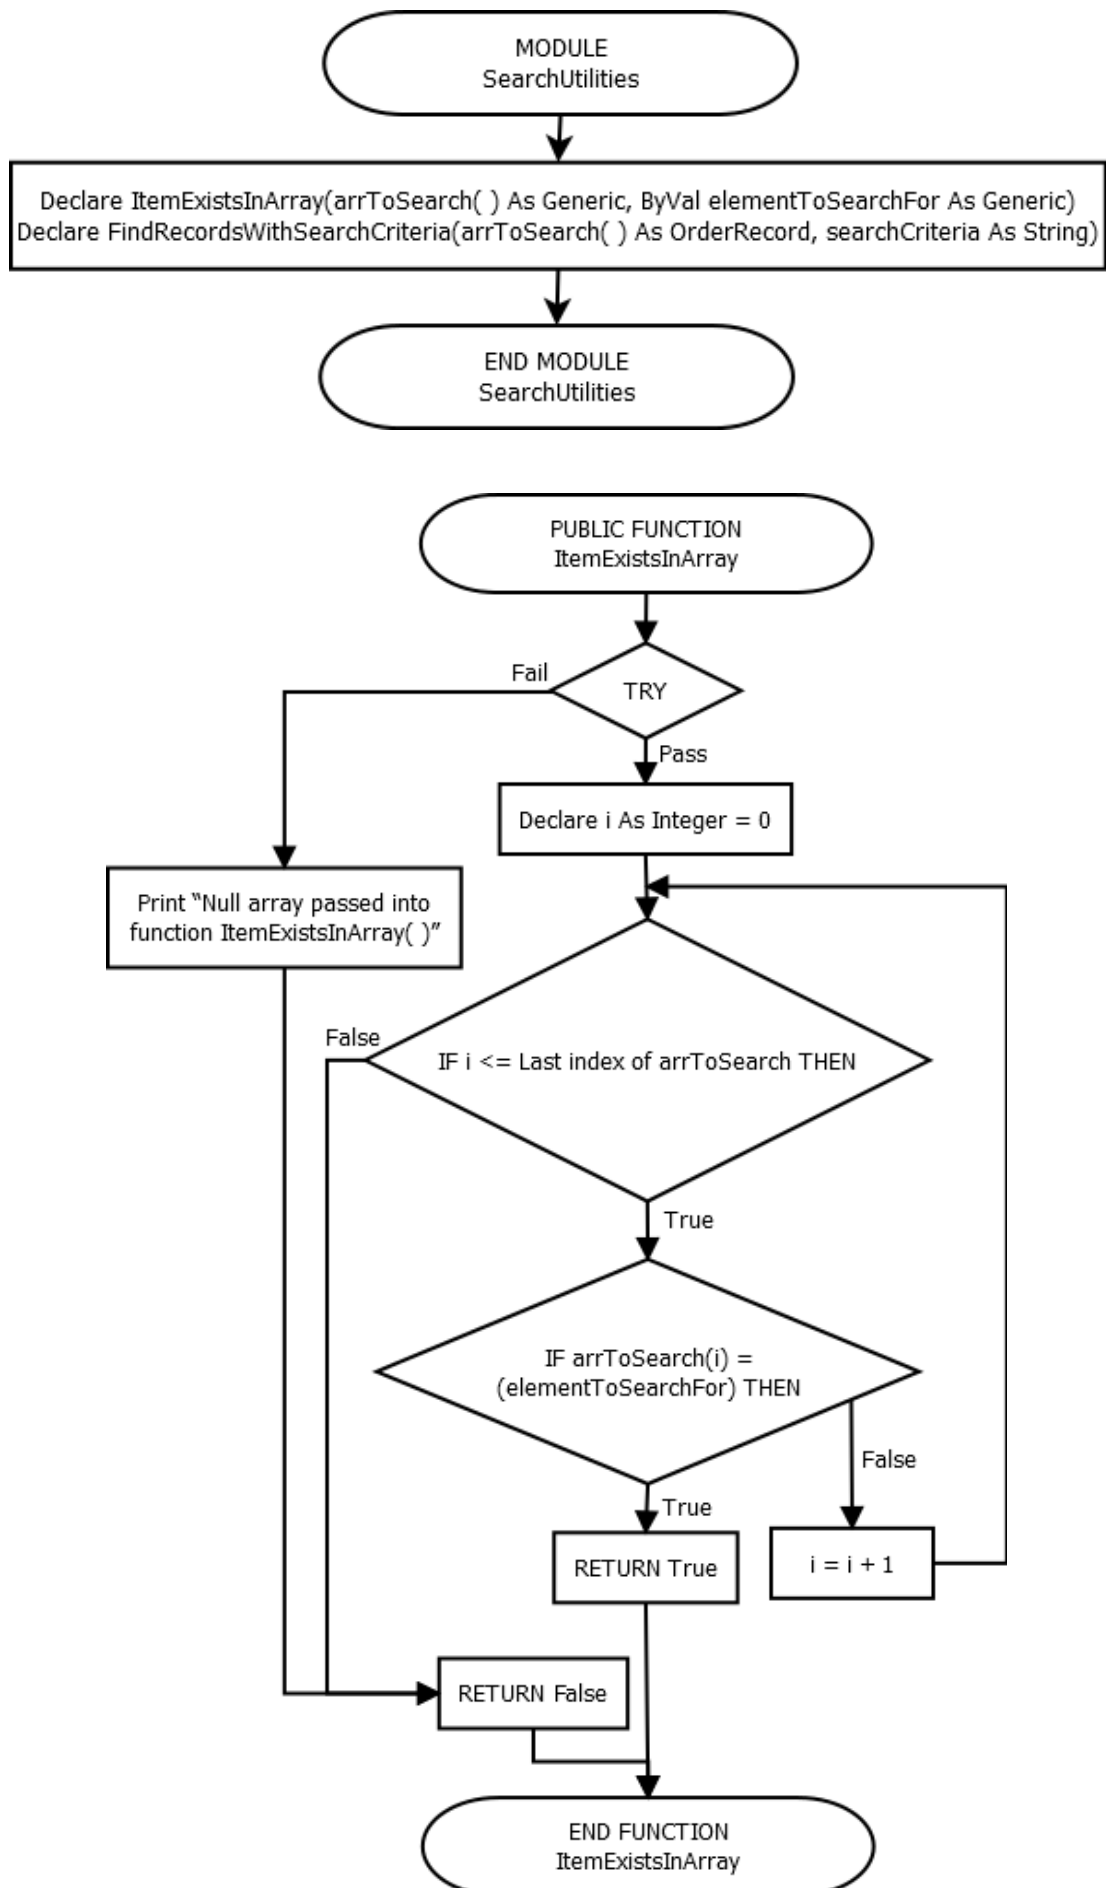 MODULE
SearchUtilities
Declare ItemExistsInArray(arrToSearch( ) As Generic, ByVal elementToSearchFor As Generic)
Declare FindRecordsWithSearchCriteria(arrToSearch( ) As OrderRecord, searchCriteria As String)
END MODULE
SearchUtilities
PUBLIC FUNCTION
ItemExistsInArray
Fail
TRY
Pass
Declare i As Integer = 0
Print “Null array passed into
function ItemExistsInArray( )”
False
IF i <= Last index of arrToSearch THEN
True
IF arrToSearch(i) =
(elementToSearchFor) THEN
False
True
RETURN True
i = i + 1
RETURN False
END FUNCTION
ItemExistsInArray